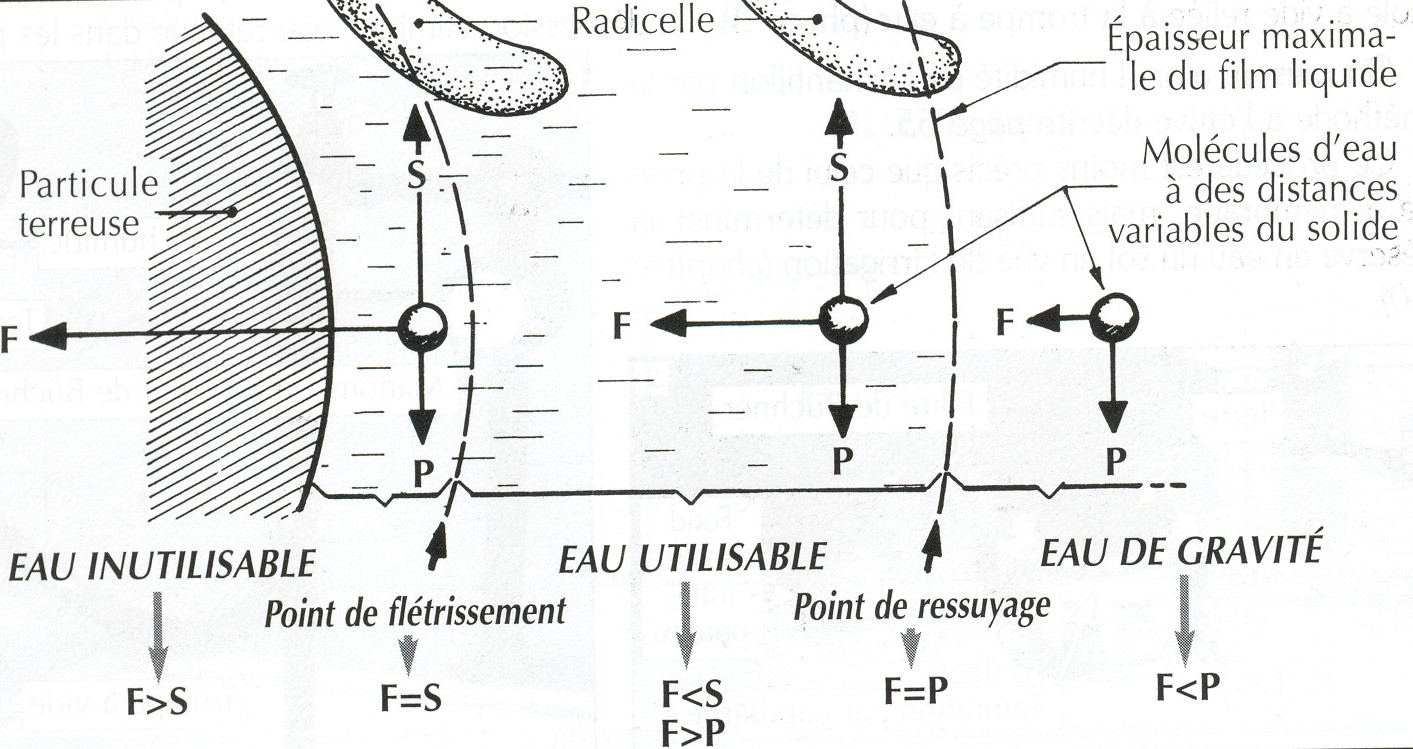 Radicelle
Épaisseur maxima-
le du film liquide
Molécules d'eau
à des distances
variables du solide
Particule
terreuse
S
S
F
F
F
P
P
P
EAU INUTILISABLE
EAU UTILISABLE
EAU DE GRAVITÉ
Point de flétrissement
Point de ressuyage
F>S
F=S
F<S
F>P
F=P
F<P